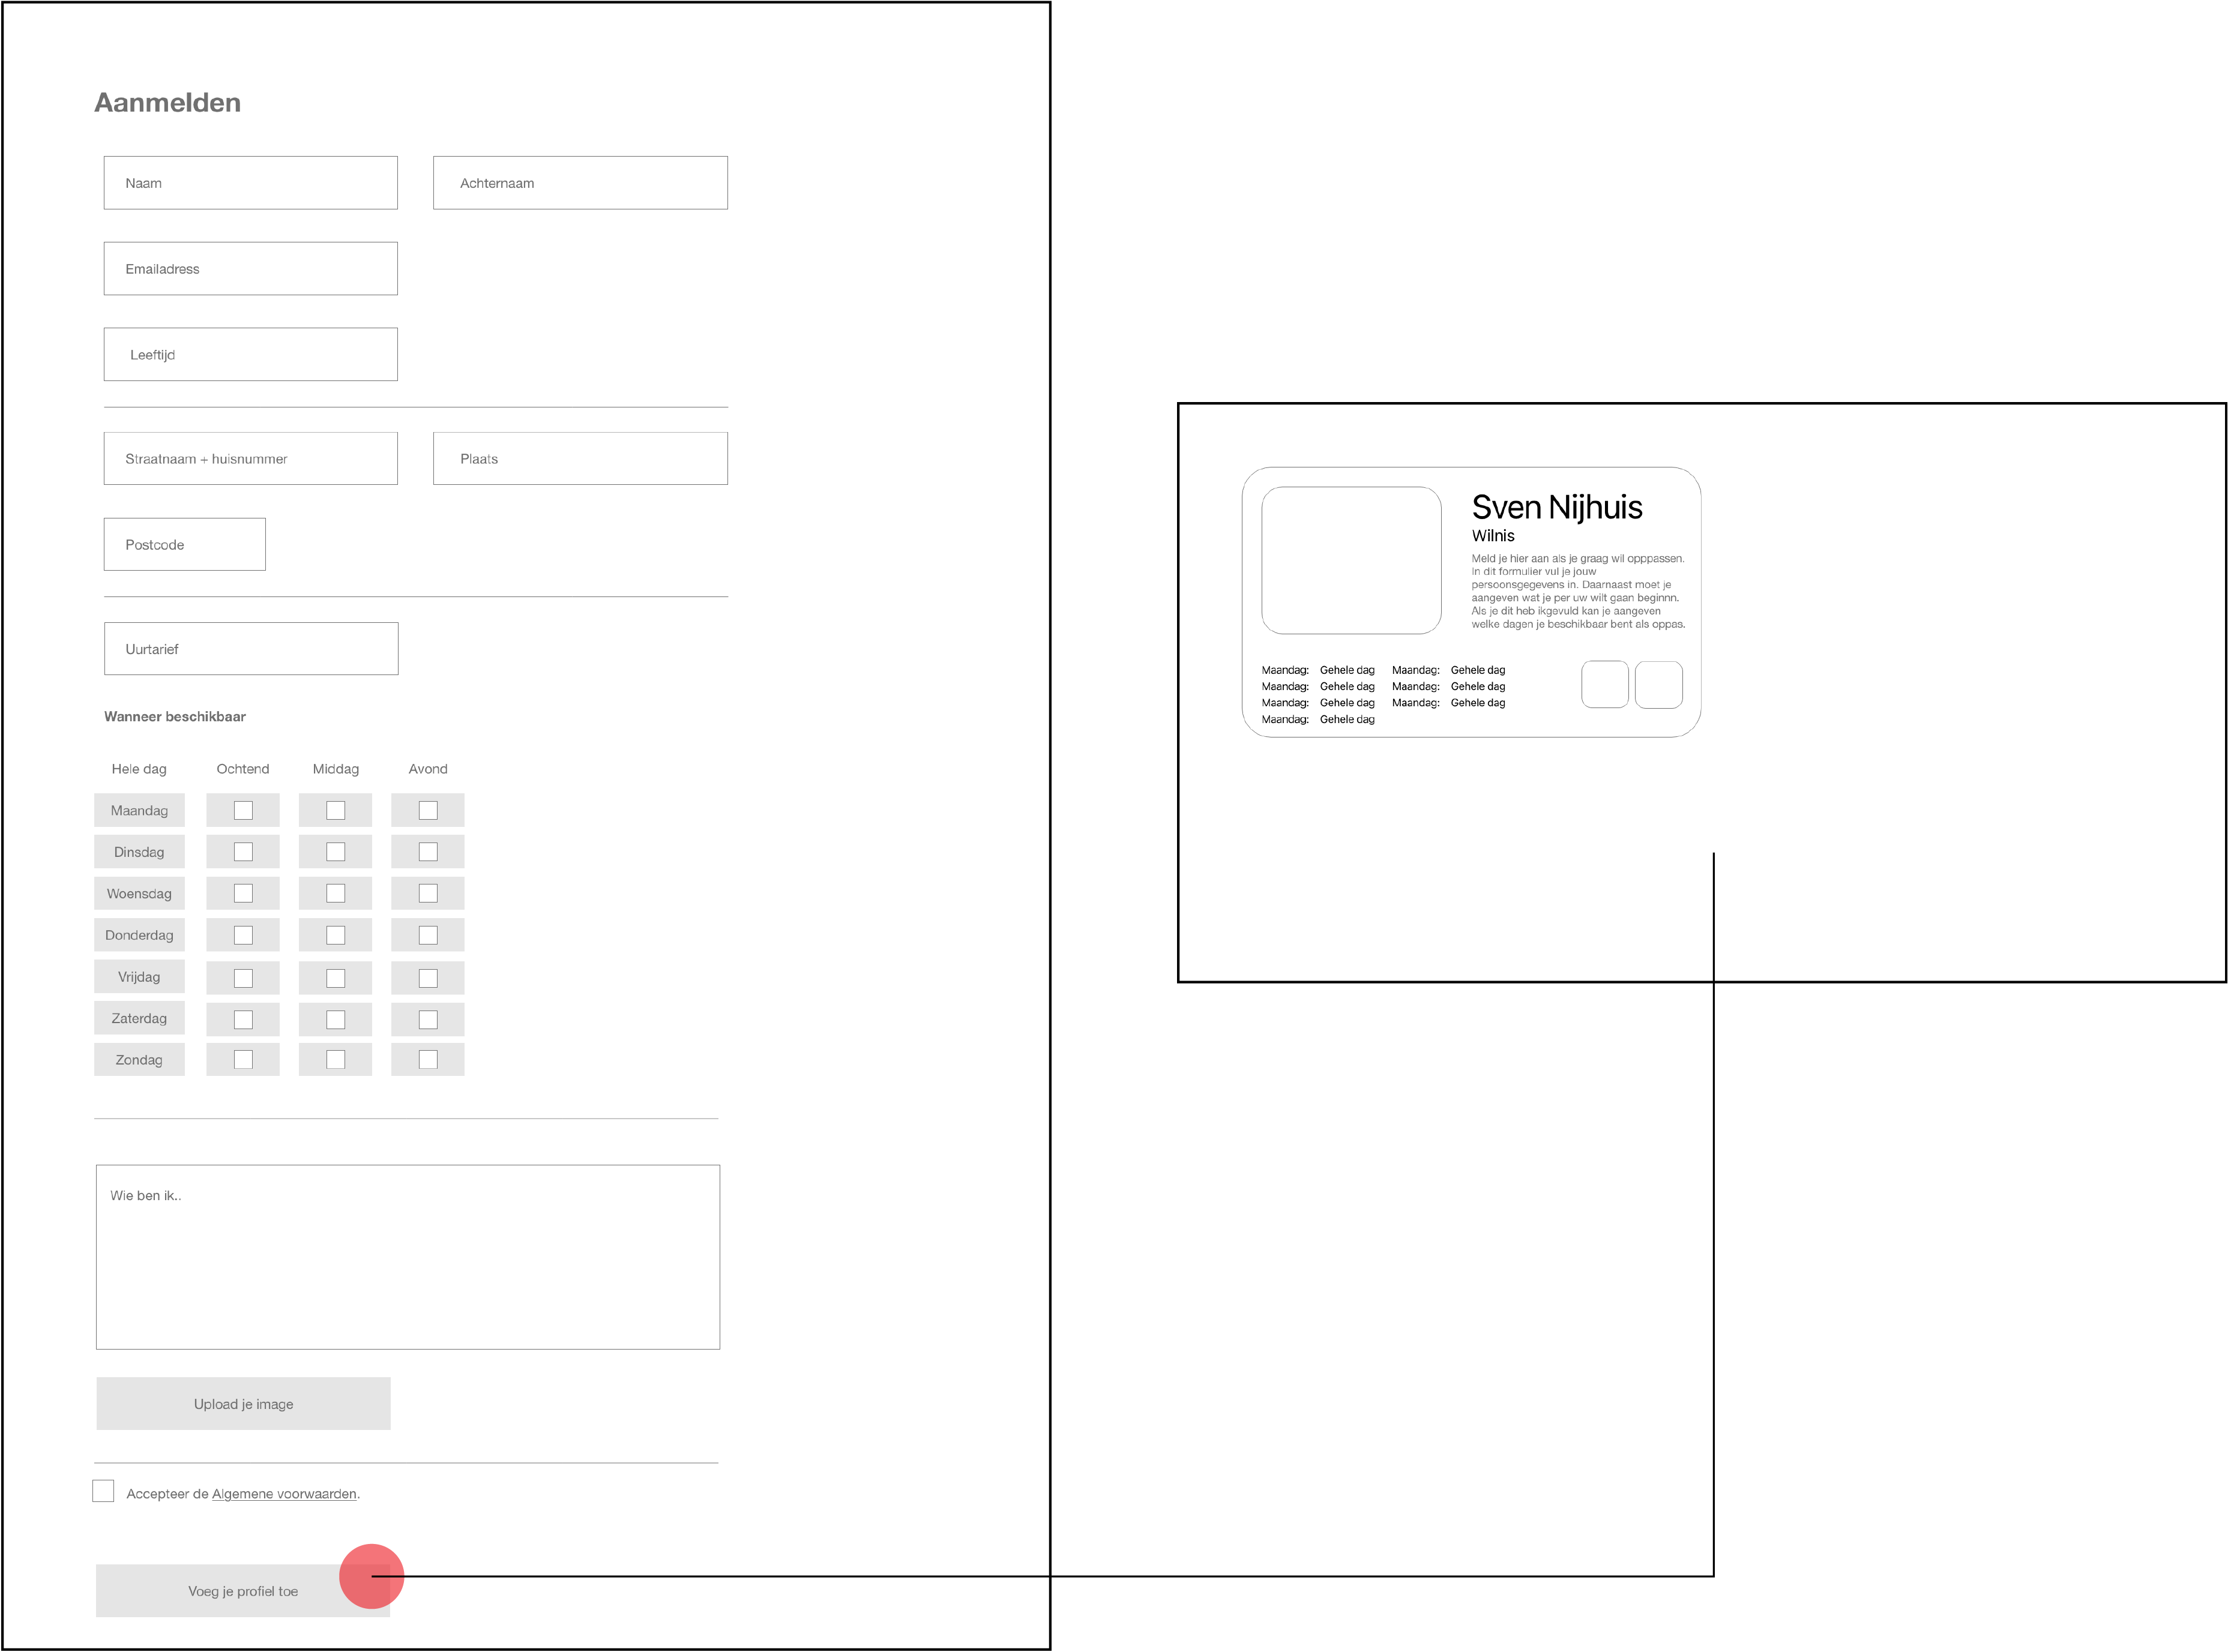 Aanmelden
Naam
Achternaam
Emailadress
Leeftijd
Straatnaam + huisnummer
Plaats
Postcode
Uurtarief
Wanneer beschikbaar
Hele dag Ochtend Middag Avond
Maandag
Dinsdag
Woensdag
Donderdag
Vrijdag
Zaterdag
Zondag
Wie ben ik..
Upload je image
Accepteer de Algemene voorwaarden.
Voeg je profiel toe
Sven Nijhuis
Wilnis
Meld je hier aan als je graag wil opppassen.
In dit formulier vul je jouw
persoonsgegevens in. Daarnaast moet je
aangeven wat je per uw wilt gaan beginnn.
Als je dit heb ikgevuld kan je aangeven
welke dagen je beschikbaar bent als oppas.
Maandag: Gehele dag Maandag: Gehele dag
Maandag: Gehele dag Maandag: Gehele dag
Maandag: Gehele dag Maandag: Gehele dag
Maandag: Gehele dag